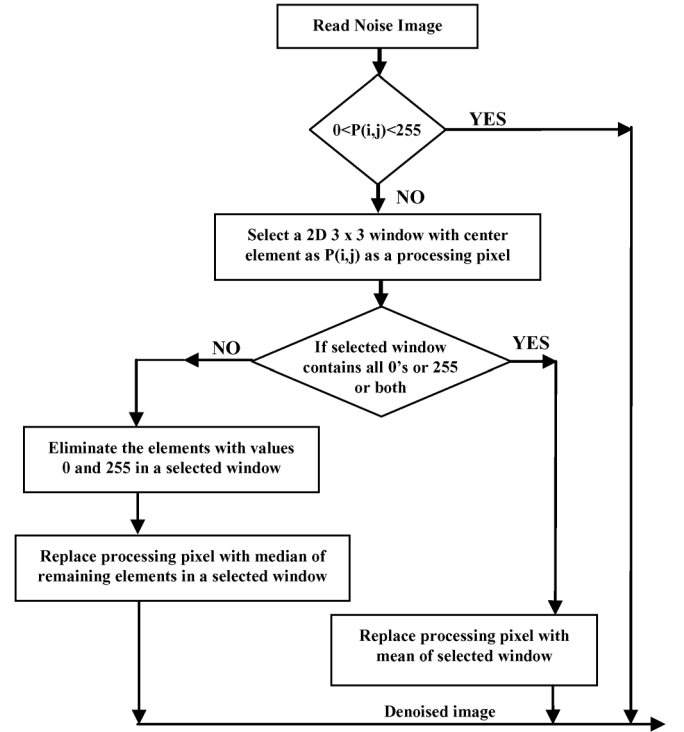 Read Noise Image
0<P(i,j)<255
YES
NO
Select a 2D 3 x 3 window with center
element as P(i,j) as a processing pixel
NO
YES
If selected window
contains all 0's or 255
or both
Eliminate the elements with values
0 and 255 in a selected window
Replace processing pixel with median of
remaining elements in a selected window
Replace processing pixel with
mean of selected window
Denoised image